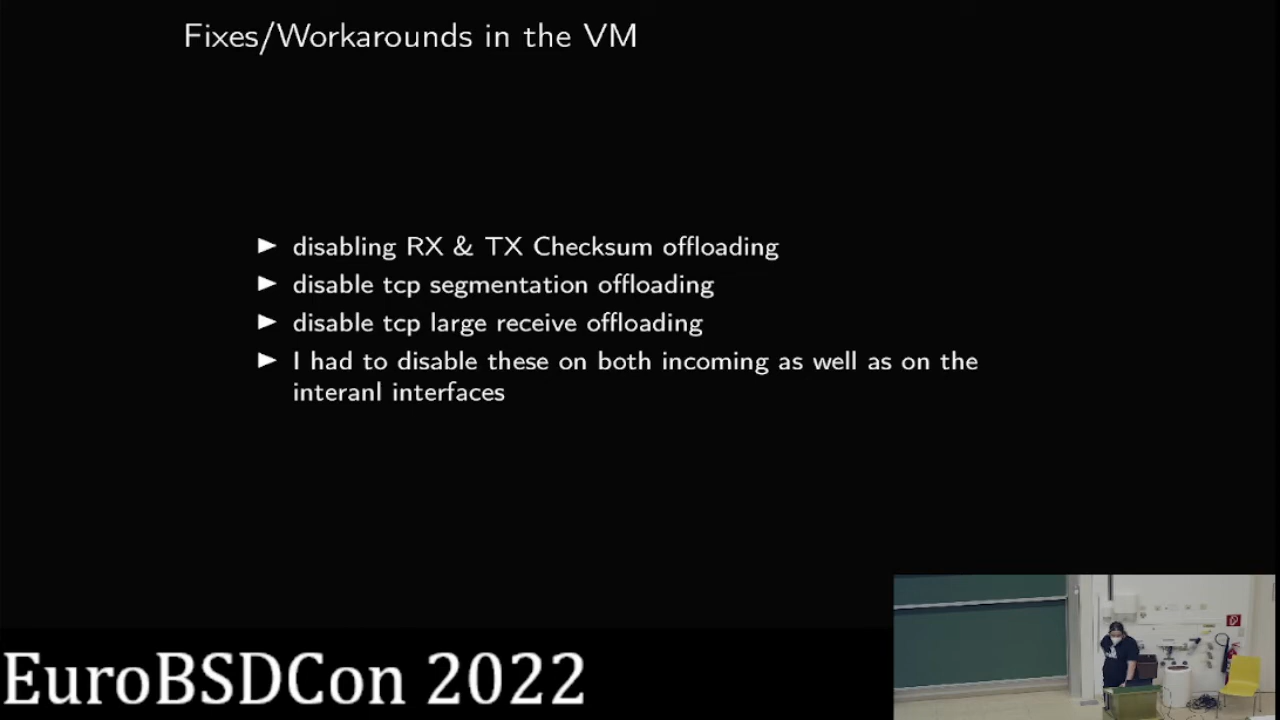 Fixes/Workarounds in the VM
▶ disabling RX & TX Checksum offloading
▶ disable tcp segmentation offloading
▶ disable tcp large receive offloading
▶ I had to disable these on both incoming as well as on the
interanl interfaces
EuroBSDCon 2022